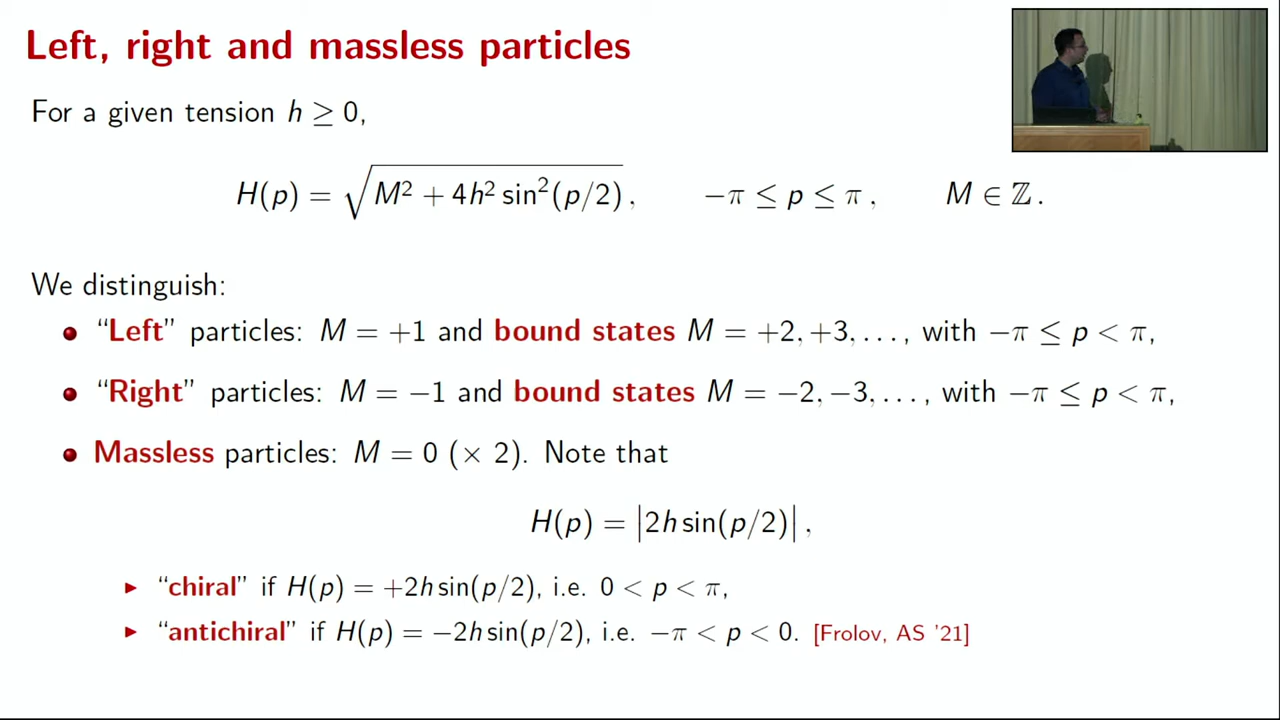 Left, right and massless particles
For a given tension h ≥ 0,
H(p) = √(M² + 4h² sin²(p/2)) , −π ≤ p ≤ π , M ∈ ℤ .
We distinguish:
“Left” particles: M = +1 and bound states M = +2, +3, . . . , with −π ≤ p < π,
“Right” particles: M = −1 and bound states M = −2, −3, . . . , with −π ≤ p < π,
Massless particles: M = 0 (× 2). Note that
H(p) = |2h sin(p/2)| ,
“chiral” if H(p) = +2h sin(p/2), i.e. 0 < p < π,
“antichiral” if H(p) = −2h sin(p/2), i.e. −π < p < 0. [Frolov, AS '21]